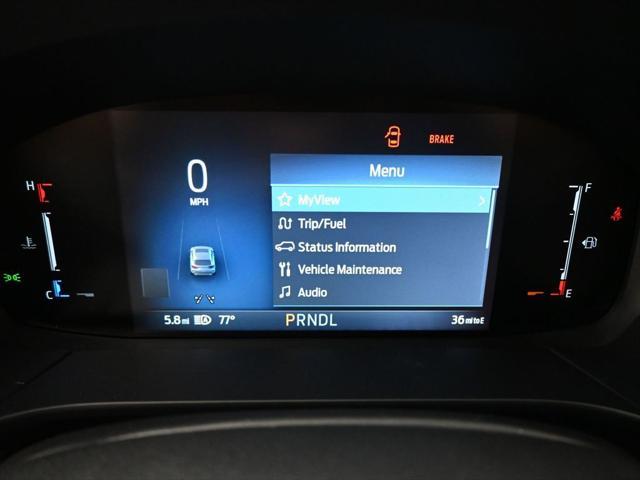 BRAKE
0
MPH
Menu
MyView
Trip/Fuel
Status Information
Vehicle Maintenance
Audio
H
C
F
E
5.8 mi 77° PRNDL 36 mi to E